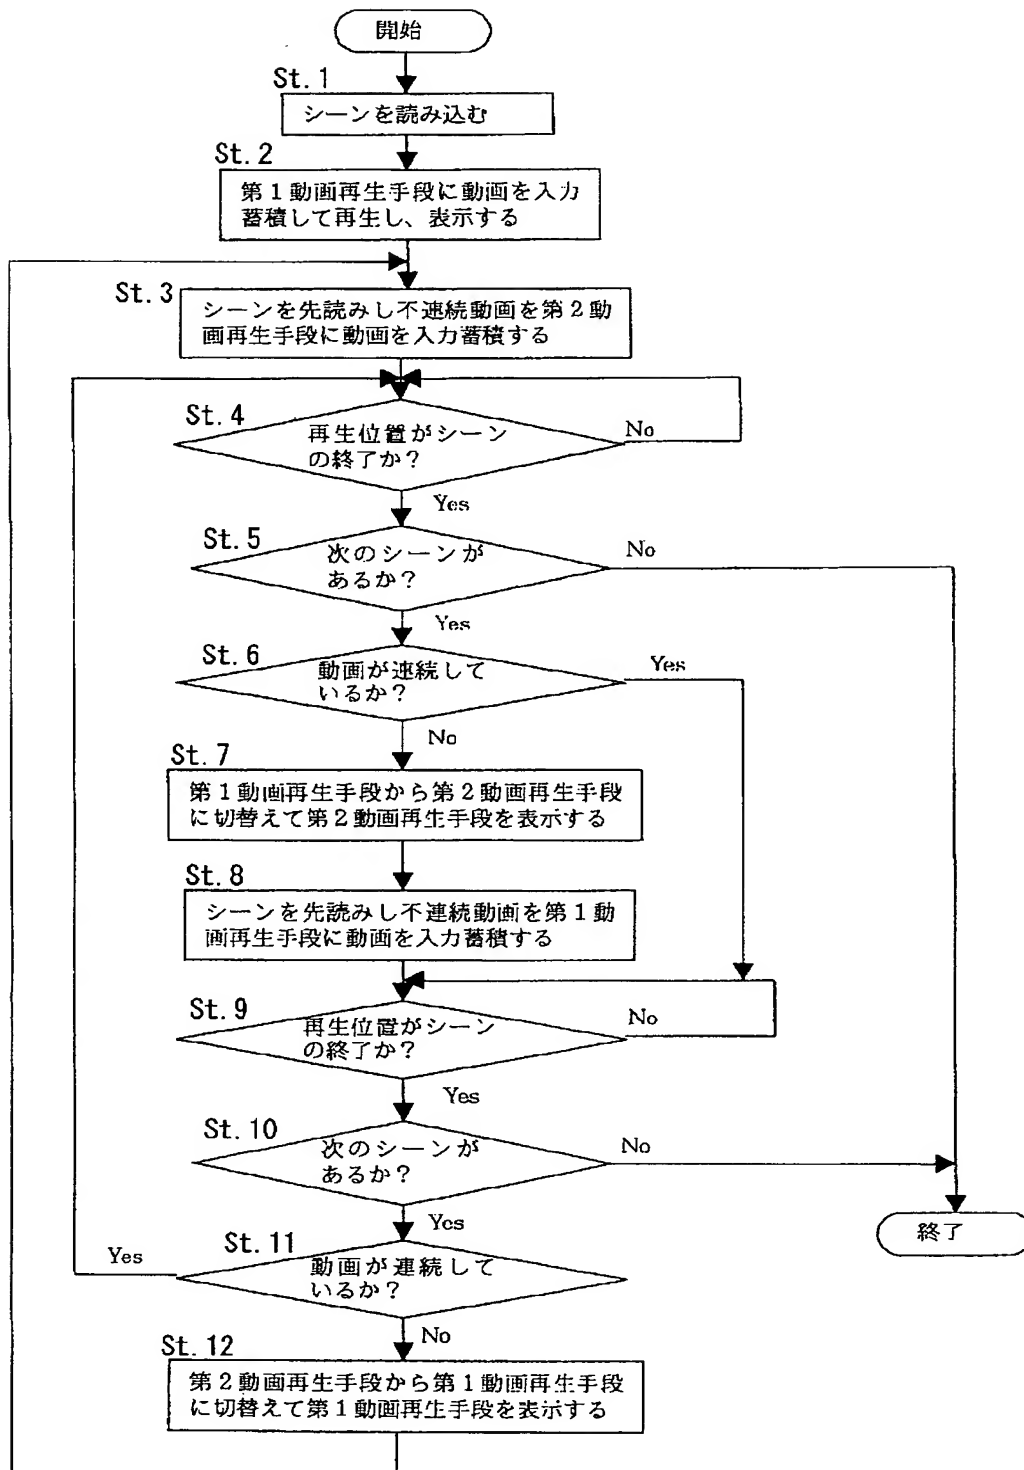 開始
St. 1
シーンを読み込む
St. 2
第１動画再生手段に動画を入力
蓄積して再生し、表示する
St. 3
シーンを先読みし不連続動画を第２動
画再生手段に動画を入力蓄積する
St. 4
再生位置がシーン
の終了か？
No
Yes
St. 5
次のシーンが
あるか？
No
Yes
St. 6
動画が連続して
いるか？
Yes
No
St. 7
第１動画再生手段から第２動画再生手段
に切替えて第２動画再生手段を表示する
St. 8
シーンを先読みし不連続動画を第１動
画再生手段に動画を入力蓄積する
St. 9
再生位置がシーン
の終了か？
No
Yes
St. 10
次のシーンが
あるか？
No
Yes
終了
St. 11
動画が連続して
いるか？
Yes
No
St. 12
第２動画再生手段から第１動画再生手段
に切替えて第１動画再生手段を表示する